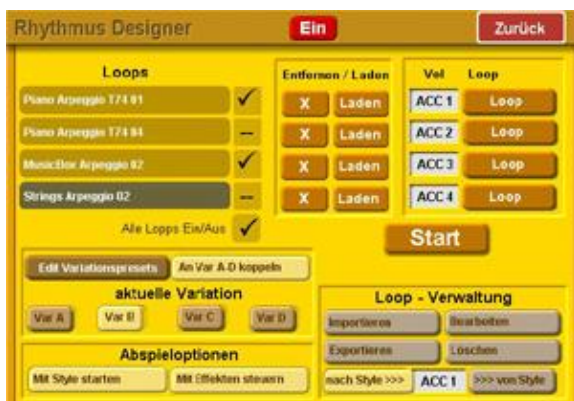 Rhythmus Designer
Ein
Zurück
Loops
Entfernen / Laden
Vol Loop
Piano Arpeggio T74 01
X Laden
ACC 1 Loop
Piano Arpeggio T74 04
X Laden
ACC 2 Loop
MusicBox Arpeggio 02
X Laden
ACC 3 Loop
Strings Arpeggio 02
X Laden
ACC 4 Loop
Alle Lopps Ein/Aus
Start
Edit Variationspresets
An Var A-D koppeln
aktuelle Variation
Var A Var B Var C Var D
Loop - Verwaltung
Importieren Bearbeiten
Exportieren Löschen
nach Style >>> ACC 1 >>> von Style
Abspieloptionen
Mit Style starten
Mit Effekten steuern